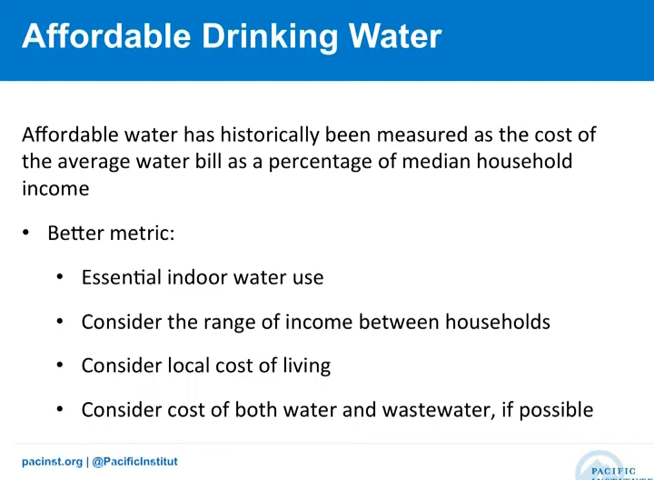 Affordable Drinking Water
Affordable water has historically been measured as the cost of
the average water bill as a percentage of median household
income
• Better metric:
• Essential indoor water use
• Consider the range of income between households
• Consider local cost of living
• Consider cost of both water and wastewater, if possible
pacinst.org | @PacificInstitut
PACIFIC